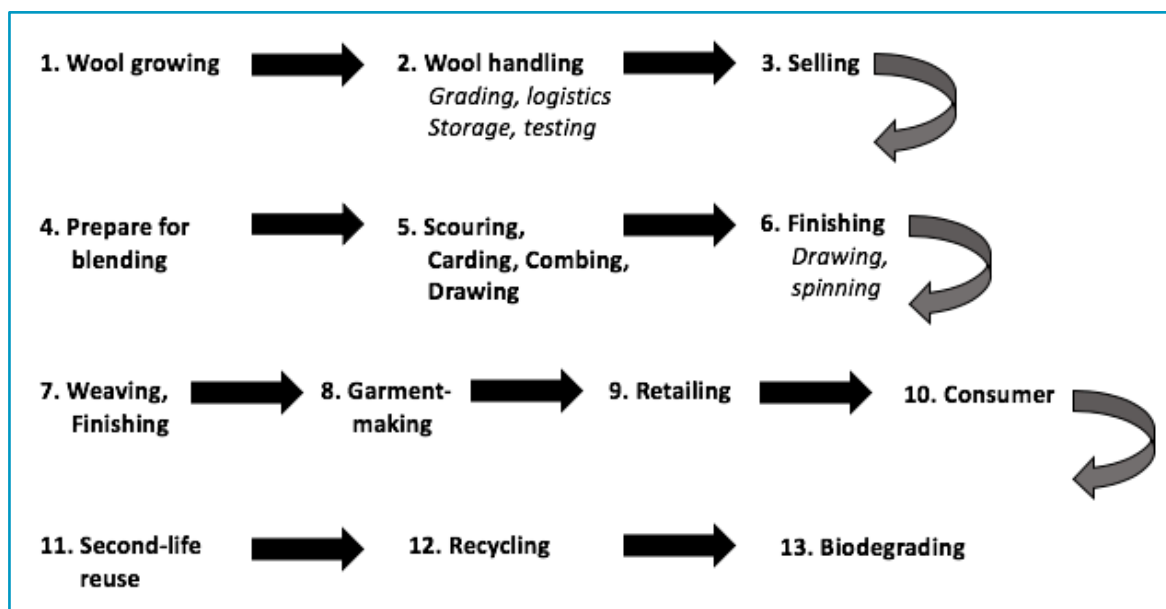 1. Wool growing
2. Wool handling
Grading, logistics
Storage, testing
3. Selling
4. Prepare for
blending
5. Scouring,
Carding, Combing,
Drawing
6. Finishing
Drawing,
spinning
7. Weaving,
Finishing
8. Garment-
making
9. Retailing
10. Consumer
11. Second-life
reuse
12. Recycling
13. Biodegrading